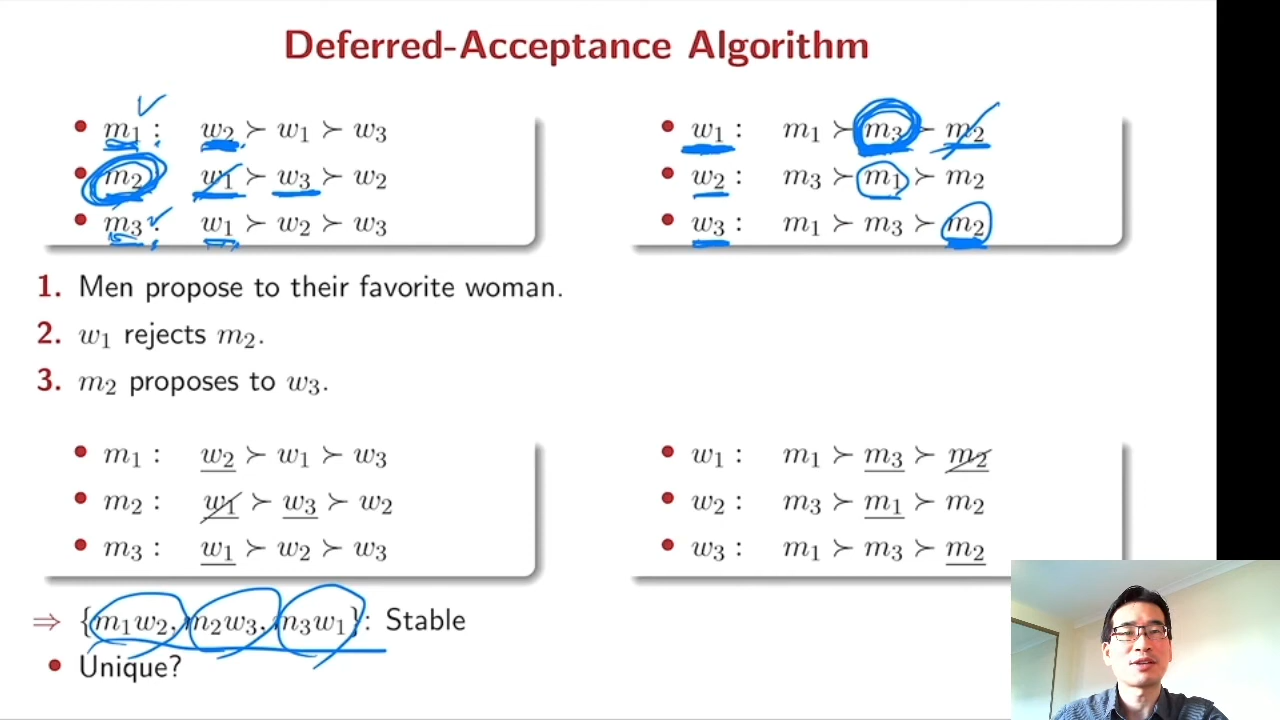 Deferred-Acceptance Algorithm
• m₁ : w₂ ≻ w₁ ≻ w₃
• m₂ : w₁ ≻ w₃ ≻ w₂
• m₃ : w₁ ≻ w₂ ≻ w₃
• w₁ : m₁ ≻ m₃ ≻ m₂
• w₂ : m₃ ≻ m₁ ≻ m₂
• w₃ : m₁ ≻ m₃ ≻ m₂
1. Men propose to their favorite woman.
2. w₁ rejects m₂.
3. m₂ proposes to w₃.
• m₁ : w₂ ≻ w₁ ≻ w₃
• m₂ : w₁ ≻ w₃ ≻ w₂
• m₃ : w₁ ≻ w₂ ≻ w₃
• w₁ : m₁ ≻ m₃ ≻ m₂
• w₂ : m₃ ≻ m₁ ≻ m₂
• w₃ : m₁ ≻ m₃ ≻ m₂
⇒ {m₁w₂, m₂w₃, m₃w₁}: Stable
• Unique?